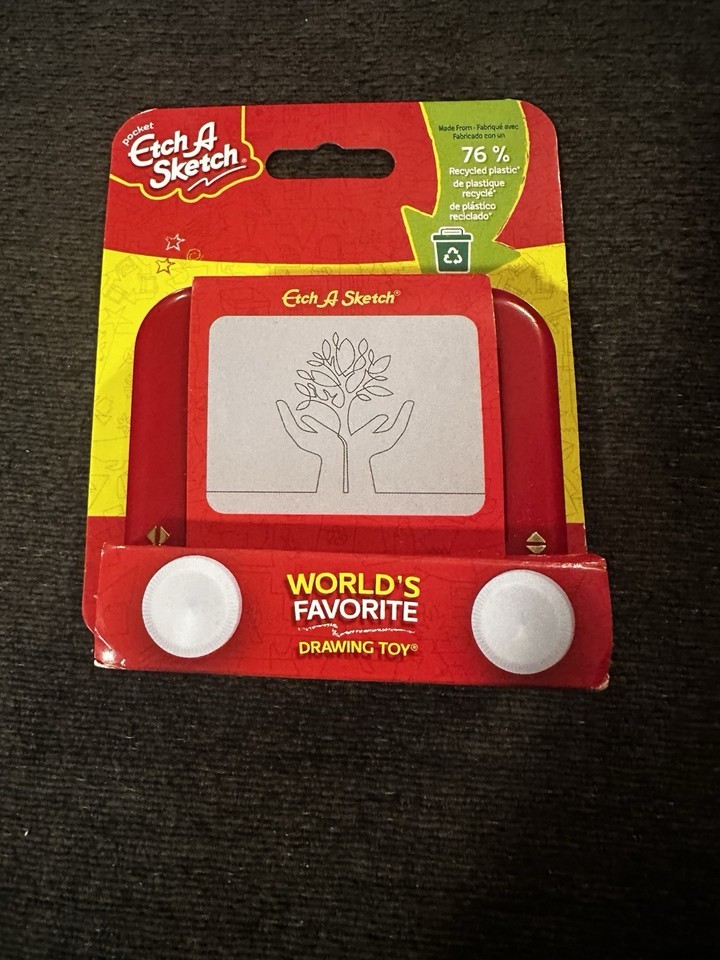 pocket
Etch A
Sketch®
Made From - Fabriqué avec
Fabricado con un
76 %
Recycled plastic*
de plastique
recyclé*
de plástico
reciclado*
Etch A Sketch®
WORLD'S
FAVORITE
DRAWING TOY®